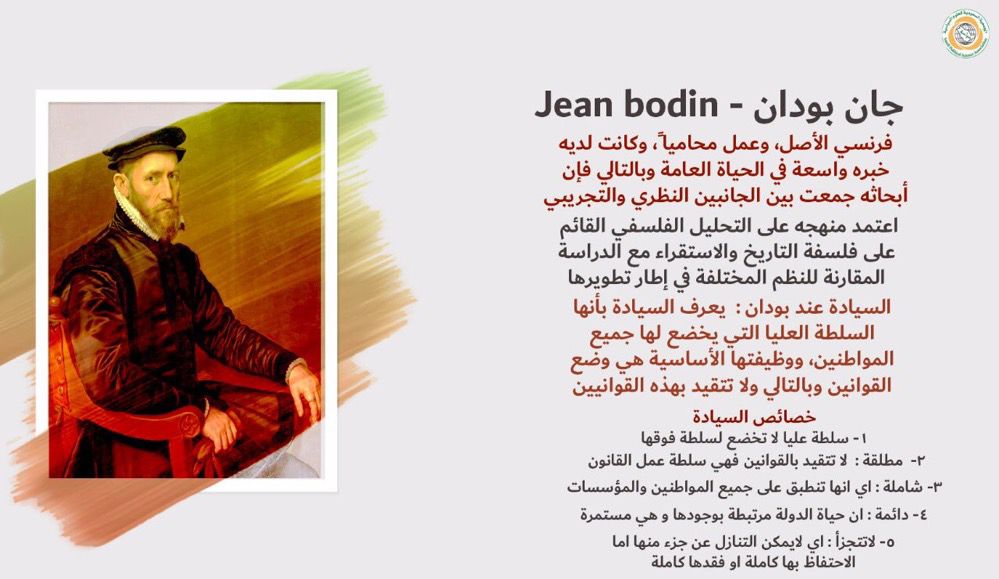 جان بودان - Jean bodin
فرنسي الأصل، وعمل محامياً، وكانت لديه
خبره واسعة في الحياة العامة وبالتالي فإن
أبحاثه جمعت بين الجانبين النظري والتجريبي
اعتمد منهجه على التحليل الفلسفي القائم
على فلسفة التاريخ والاستقراء مع الدراسة
المقارنة للنظم المختلفة في إطار تطويرها
السيادة عند بودان : يعرف السيادة بأنها
السلطة العليا التي يخضع لها جميع
المواطنين، ووظيفتها الأساسية هي وضع
القوانين وبالتالي ولا تتقيد بهذه القوانيين
خصائص السيادة
١- سلطة عليا لا تخضع لسلطة فوقها
٢- مطلقة : لا تتقيد بالقوانين فهي سلطة عمل القانون
٣- شاملة : اي انها تنطبق على جميع المواطنين والمؤسسات
٤- دائمة : ان حياة الدولة مرتبطة بوجودها و هي مستمرة
٥- لاتتجزأ : اي لايمكن التنازل عن جزء منها اما
الاحتفاظ بها كاملة او فقدها كاملة